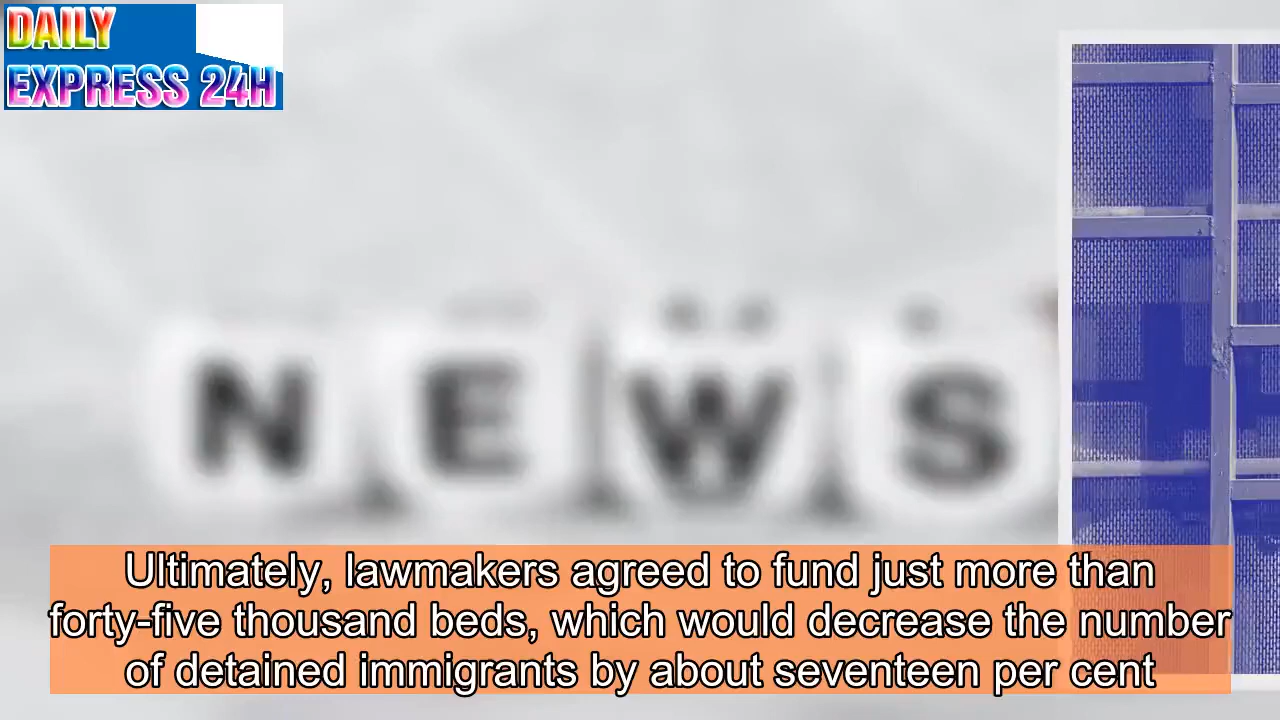 DAILY
EXPRESS 24H
NEWS
Ultimately, lawmakers agreed to fund just more than
forty-five thousand beds, which would decrease the number
of detained immigrants by about seventeen per cent